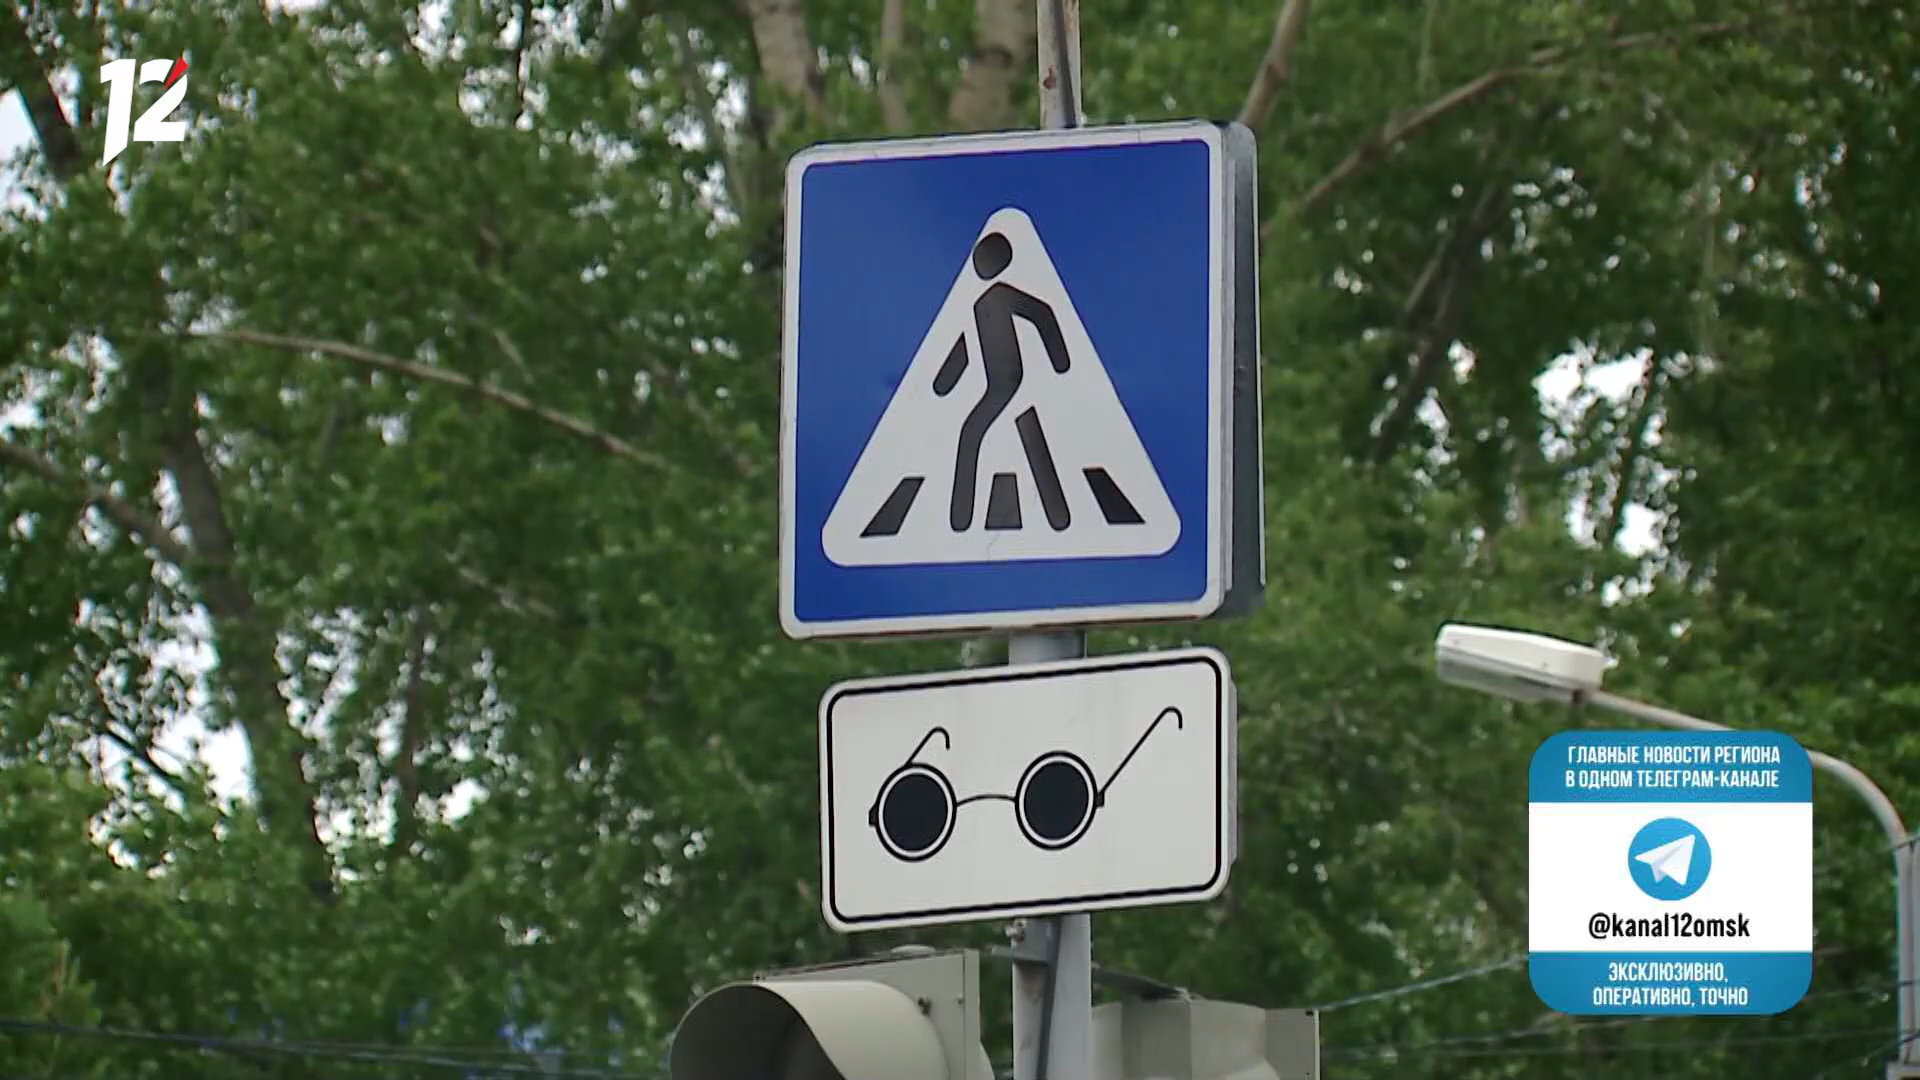 12
ГЛАВНЫЕ НОВОСТИ РЕГИОНА
В ОДНОМ ТЕЛЕГРАМ-КАНАЛЕ
@kanal12omsk
ЭКСКЛЮЗИВНО,
ОПЕРАТИВНО, ТОЧНО